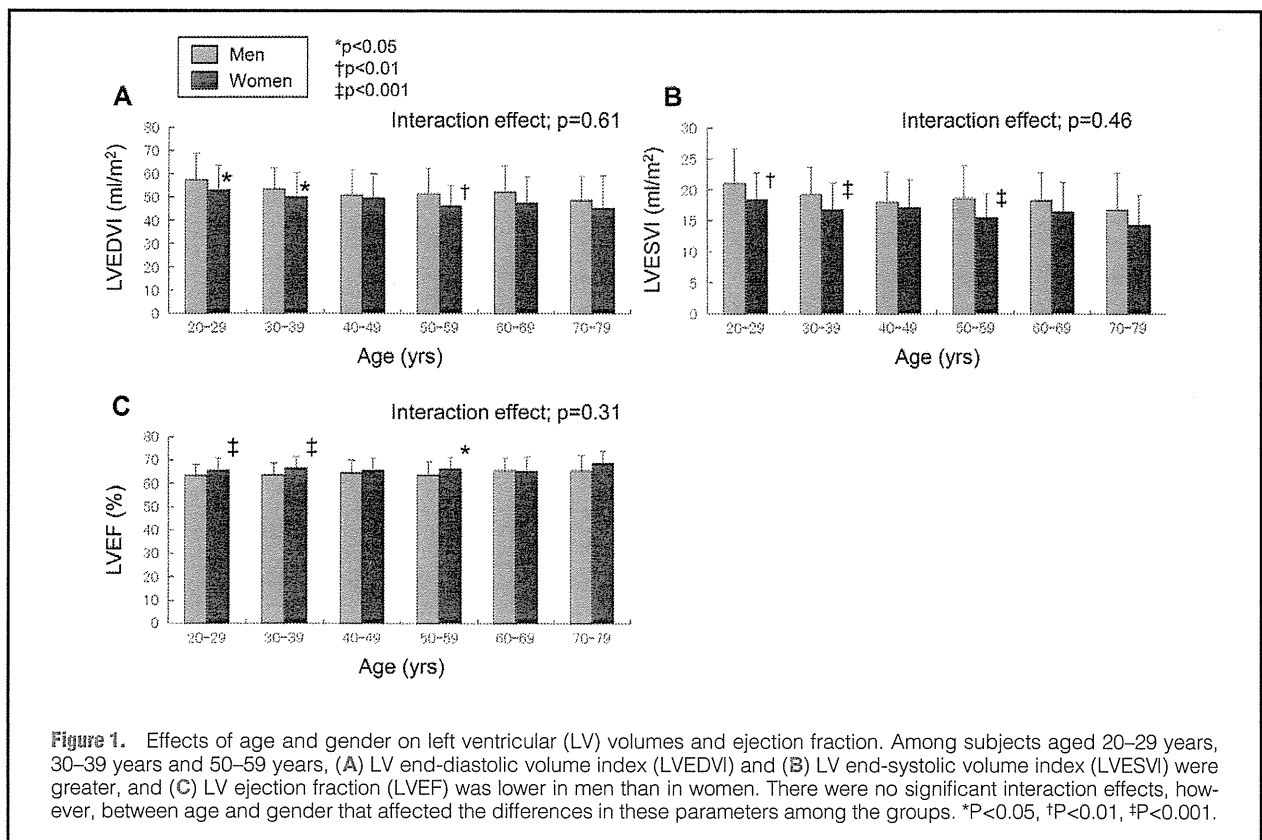 Men
Women
*p<0.05
†p<0.01
‡p<0.001
A
Interaction effect; p=0.61
LVEDVI (ml/m²)
80
70
60
50
40
30
20
10
0
*
*
†
20-29
30-39
40-49
50-59
60-69
70-79
Age (yrs)
B
Interaction effect; p=0.46
LVESVI (ml/m²)
30
25
20
15
10
5
0
†
‡
‡
20-29
30-39
40-49
50-59
60-69
70-79
Age (yrs)
C
Interaction effect; p=0.31
LVEF (%)
80
70
60
50
40
30
20
10
0
‡
‡
*
20-29
30-39
40-49
50-59
60-69
70-79
Age (yrs)
Figure 1. Effects of age and gender on left ventricular (LV) volumes and ejection fraction. Among subjects aged 20–29 years,
30–39 years and 50–59 years, (A) LV end-diastolic volume index (LVEDVI) and (B) LV end-systolic volume index (LVESVI) were
greater, and (C) LV ejection fraction (LVEF) was lower in men than in women. There were no significant interaction effects, how-
ever, between age and gender that affected the differences in these parameters among the groups. *P<0.05, †P<0.01, ‡P<0.001.